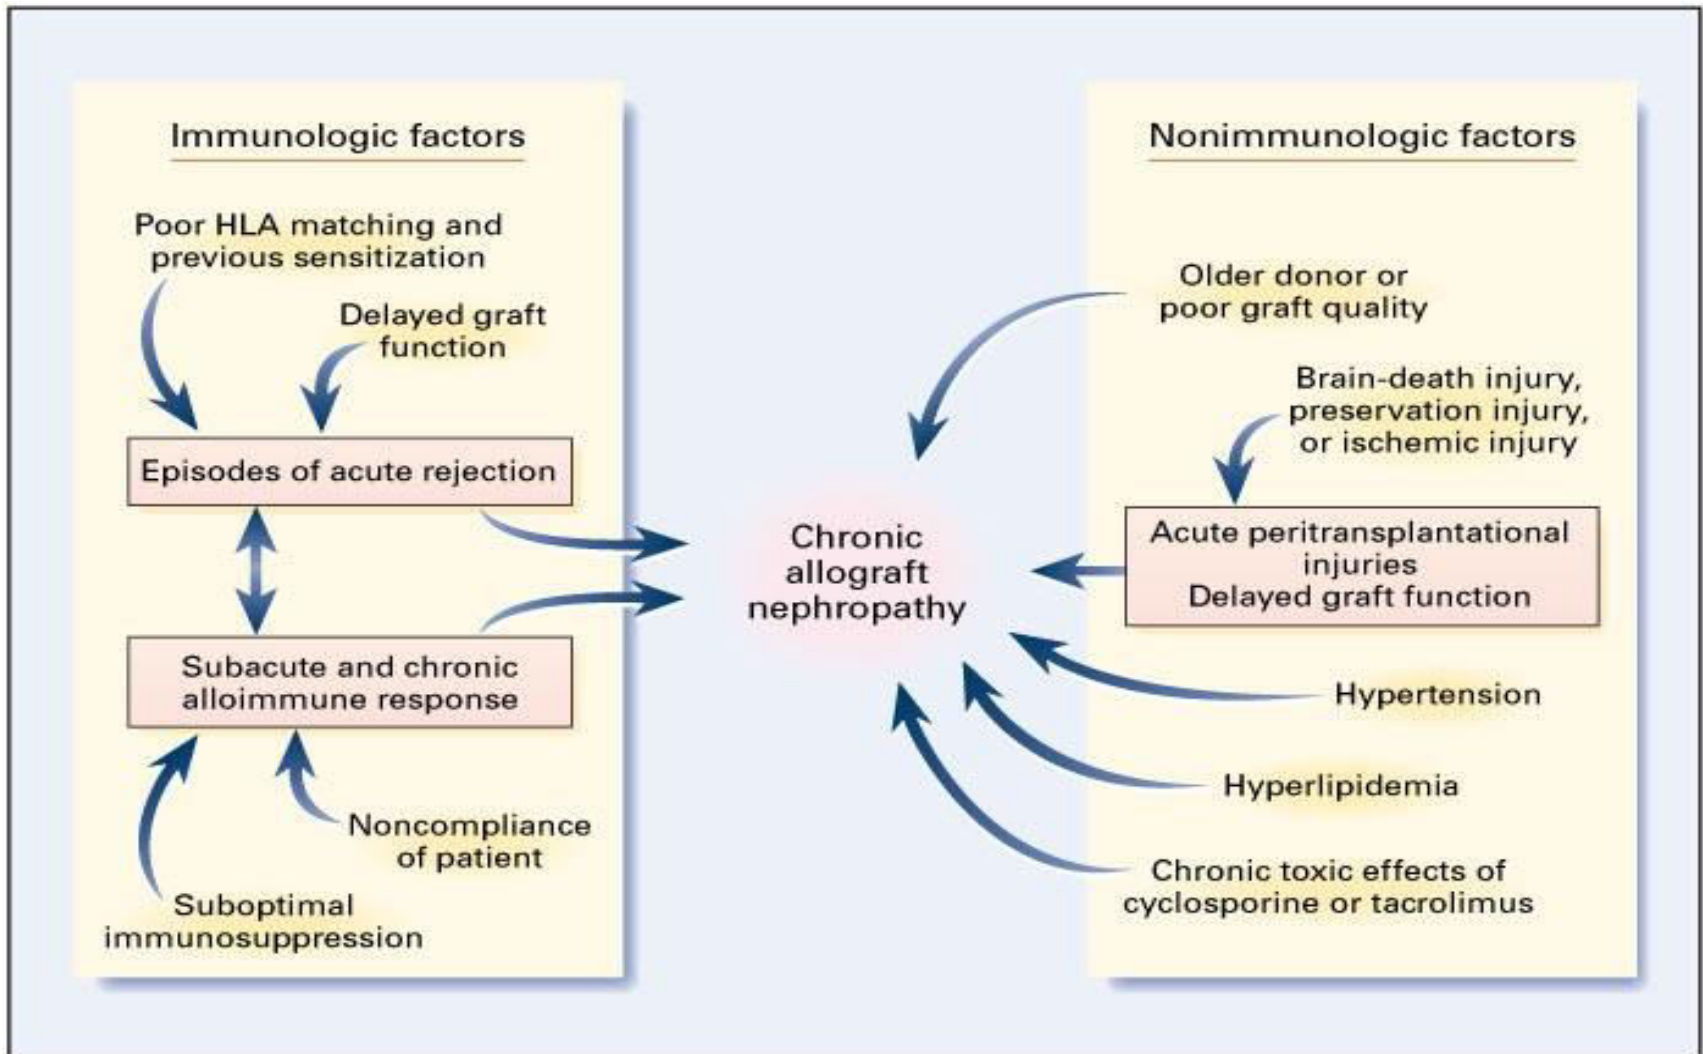 Immunologic factors
Poor HLA matching and
previous sensitization
Delayed graft
function
Episodes of acute rejection
Subacute and chronic
alloimmune response
Noncompliance
of patient
Suboptimal
immunosuppression
Chronic
allograft
nephropathy
Nonimmunologic factors
Older donor or
poor graft quality
Brain-death injury,
preservation injury,
or ischemic injury
Acute peritransplantational
injuries
Delayed graft function
Hypertension
Hyperlipidemia
Chronic toxic effects of
cyclosporine or tacrolimus